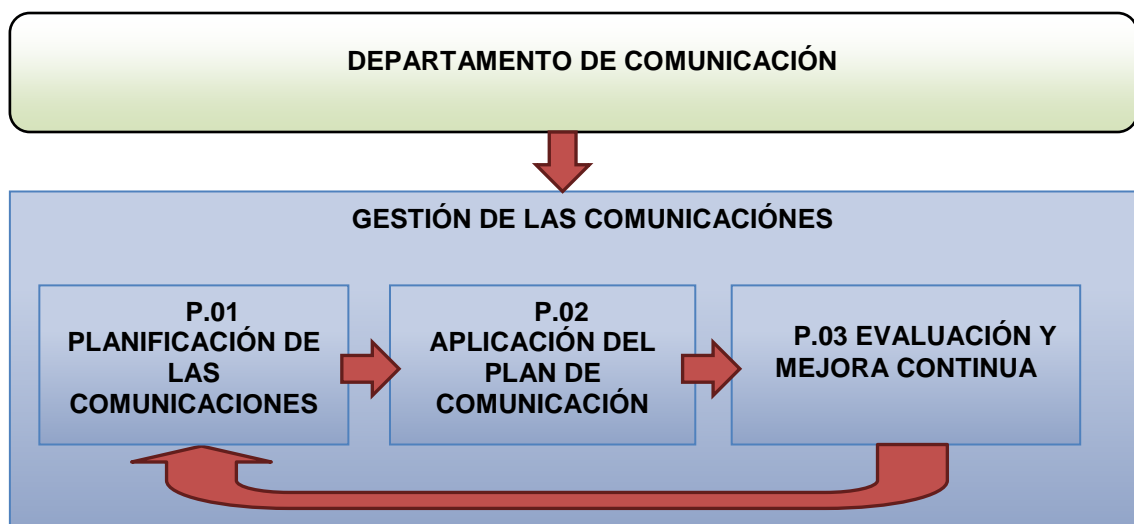 DEPARTAMENTO DE COMUNICACIÓN
GESTIÓN DE LAS COMUNICACIÓNES
P.01
PLANIFICACIÓN DE
LAS
COMUNICACIONES
P.02
APLICACIÓN DEL
PLAN DE
COMUNICACIÓN
P.03 EVALUACIÓN Y
MEJORA CONTINUA